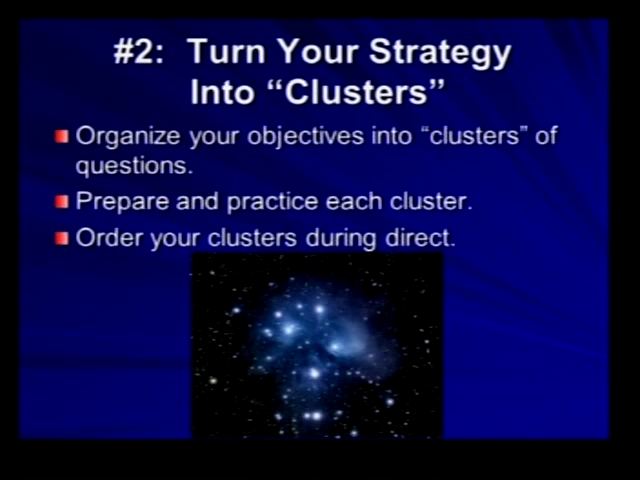 #2: Turn Your Strategy
Into “Clusters”
Organize your objectives into “clusters” of
questions.
Prepare and practice each cluster.
Order your clusters during direct.